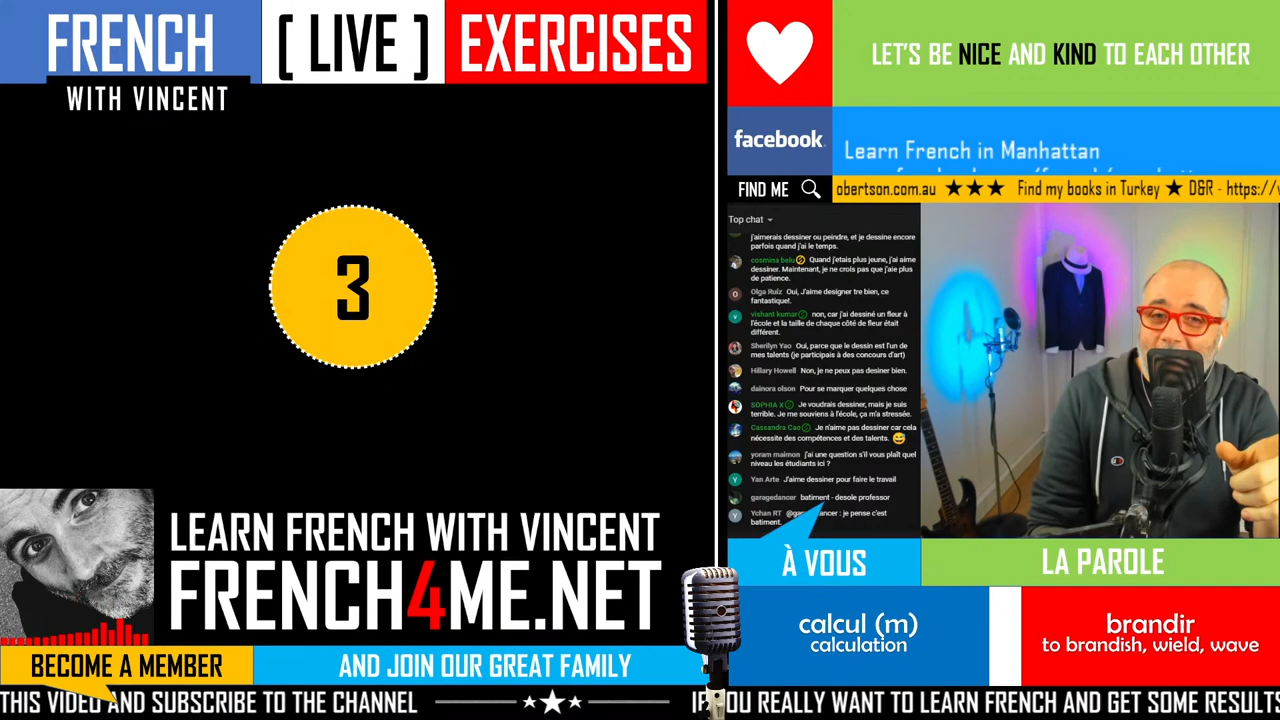 FRENCH
[ LIVE ]
EXERCISES
WITH VINCENT
3
LEARN FRENCH WITH VINCENT
FRENCH4ME.NET
BECOME A MEMBER
AND JOIN OUR GREAT FAMILY
LET'S BE NICE AND KIND TO EACH OTHER
facebook
Learn French in Manhattan
FIND ME
obertson.com.au ★★★ Find my books in Turkey ★ D&R - https://
Top chat
j'aimerais dessiner ou peindre, et je dessine encore
parfois quand j'ai le temps.
cosmina belu Quand j'etais plus jeune, j'ai aime
dessiner. Maintenant, je ne crois pas que j'aie plus
de patience.
Olga Ruiz Oui, J'aime designer tre bien, ce
fantastique!.
vishant kumar non, car j'ai dessiné un fleur à
l'école et la taille de chaque côté de fleur était
différent.
Sherilyn Yao Oui, parce que le dessin est l'un de
mes talents (je participais à des concours d'art)
Hillary Howell Non, je ne peux pas desiner bien.
dainora olson Pour se marquer quelques chose
SOPHIA X Je voudrais dessiner, mais je suis
terrible. Je me souviens à l'école, ça m'a stressée.
Cassandra Cao Je n'aime pas dessiner car cela
nécessite des compétences et des talents.
yoram maimon j'ai une question s'il vous plaît quel
niveau les étudiants ici ?
Yan Arte J'aime dessiner pour faire le travail
garagedancer batiment - desole professor
Ychan RT : je pense c'est
batiment.
À VOUS
LA PAROLE
calcul (m)
calculation
brandir
to brandish, wield, wave
THIS VIDEO AND SUBSCRIBE TO THE CHANNEL
IF YOU REALLY WANT TO LEARN FRENCH AND GET SOME RESULTS